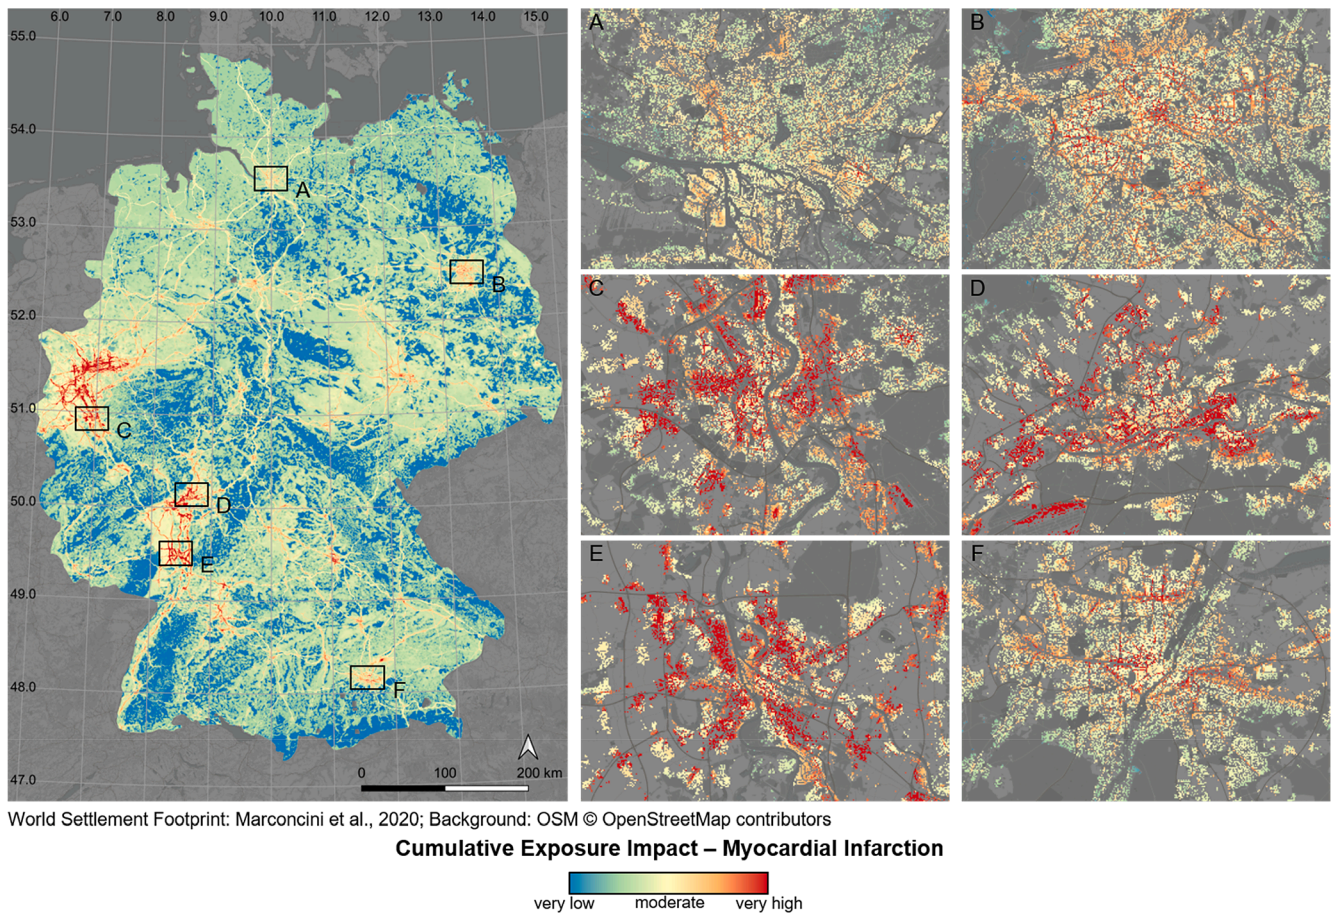 6.0 7.0 8.0 9.0 10.0 11.0 12.0 13.0 14.0 15.0
55.0
54.0
53.0
52.0
51.0
50.0
49.0
48.0
47.0
A
B
C
D
E
F
0 100 200 km
A
B
C
D
E
F
World Settlement Footprint: Marconcini et al., 2020; Background: OSM © OpenStreetMap contributors
Cumulative Exposure Impact – Myocardial Infarction
very low moderate very high